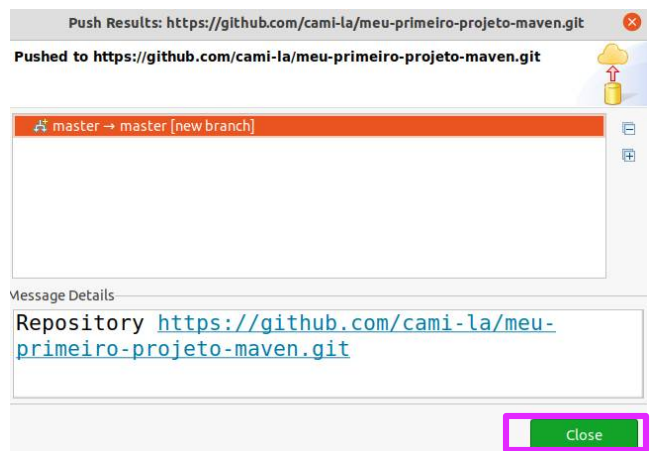 Push Results: https://github.com/cami-la/meu-primeiro-projeto-maven.git
Pushed to https://github.com/cami-la/meu-primeiro-projeto-maven.git
master → master [new branch]
Message Details
Repository https://github.com/cami-la/meu-
primeiro-projeto-maven.git
Close